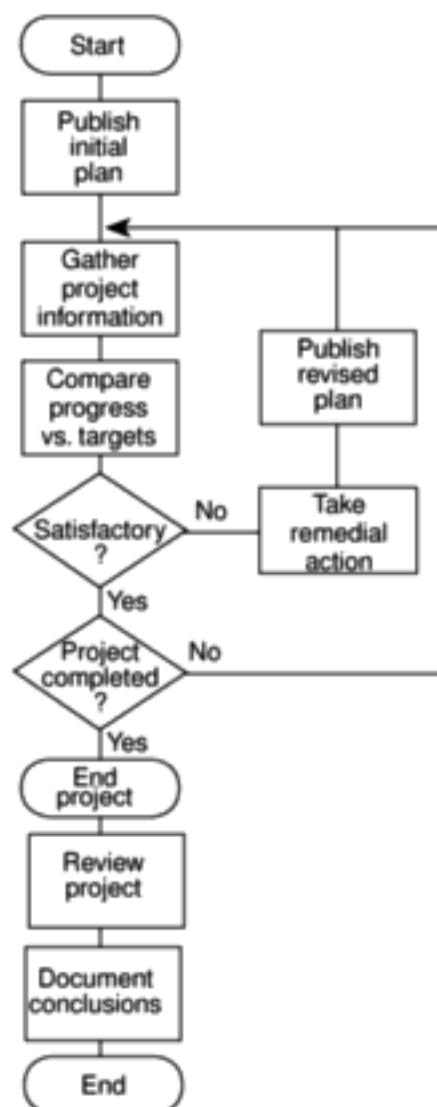 Start
Publish
initial
plan
Gather
project
information
Compare
progress
vs. targets
Satisfactory
?
No
Take
remedial
action
Publish
revised
plan
Yes
Project
completed
?
No
Yes
End
project
Review
project
Document
conclusions
End